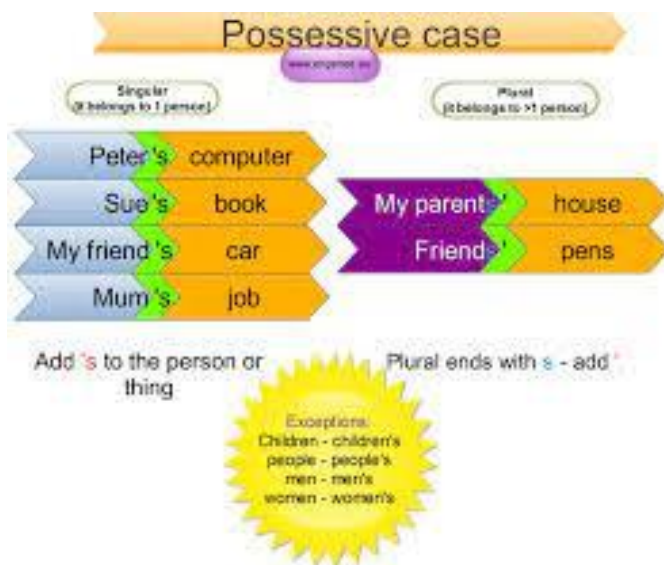 Possessive case
Singular
(it belongs to 1 person)
Plural
(it belongs to >1 person)
Peter's computer
Sue's book
My friend's car
Mum's job
My parents' house
Friends' pens
Add 's to the person or
thing
Plural ends with s - add '
Exceptions:
Children - children's
people - people's
men - men's
women - women's